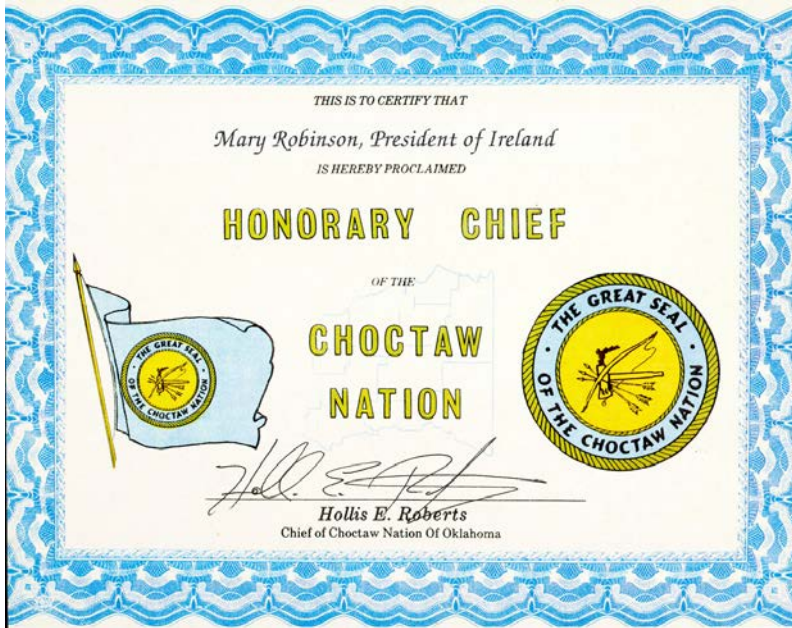 THIS IS TO CERTIFY THAT
Mary Robinson, President of Ireland
IS HEREBY PROCLAIMED
HONORARY CHIEF
OF THE
CHOCTAW
NATION
THE GREAT SEAL
OF THE CHOCTAW NATION
THE GREAT SEAL
OF THE CHOCTAW NATION
Holl. E. R
Hollis E. Roberts
Chief of Choctaw Nation Of Oklahoma